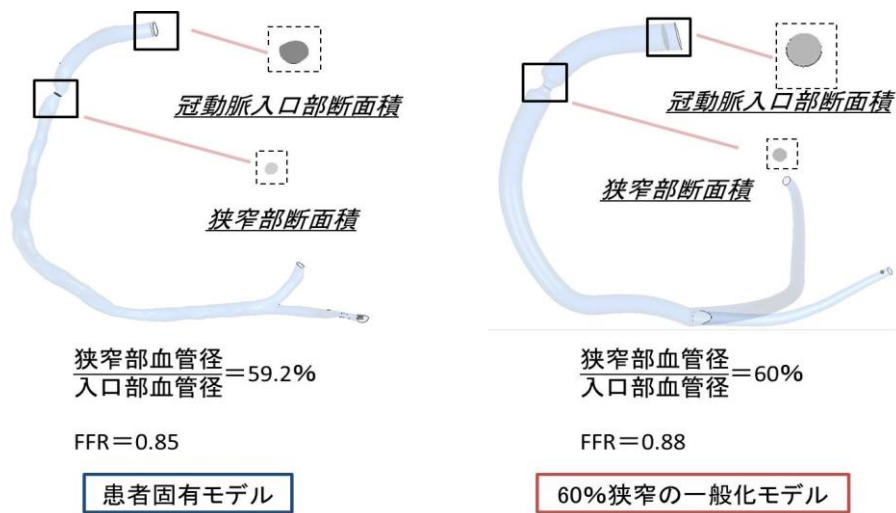 冠動脈入口部断面積
狭窄部断面積
狭窄部血管径
入口部血管径
＝59.2%
FFR＝0.85
患者固有モデル
冠動脈入口部断面積
狭窄部断面積
狭窄部血管径
入口部血管径
＝60%
FFR＝0.88
60%狭窄の一般化モデル